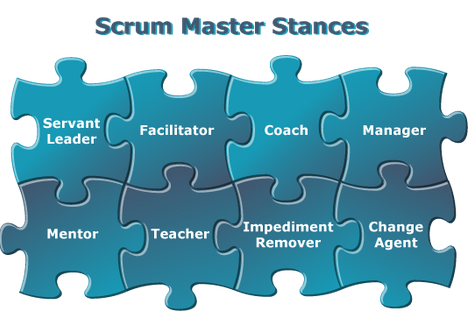 Scrum Master Stances
Servant
Leader
Facilitator
Coach
Manager
Mentor
Teacher
Impediment
Remover
Change
Agent